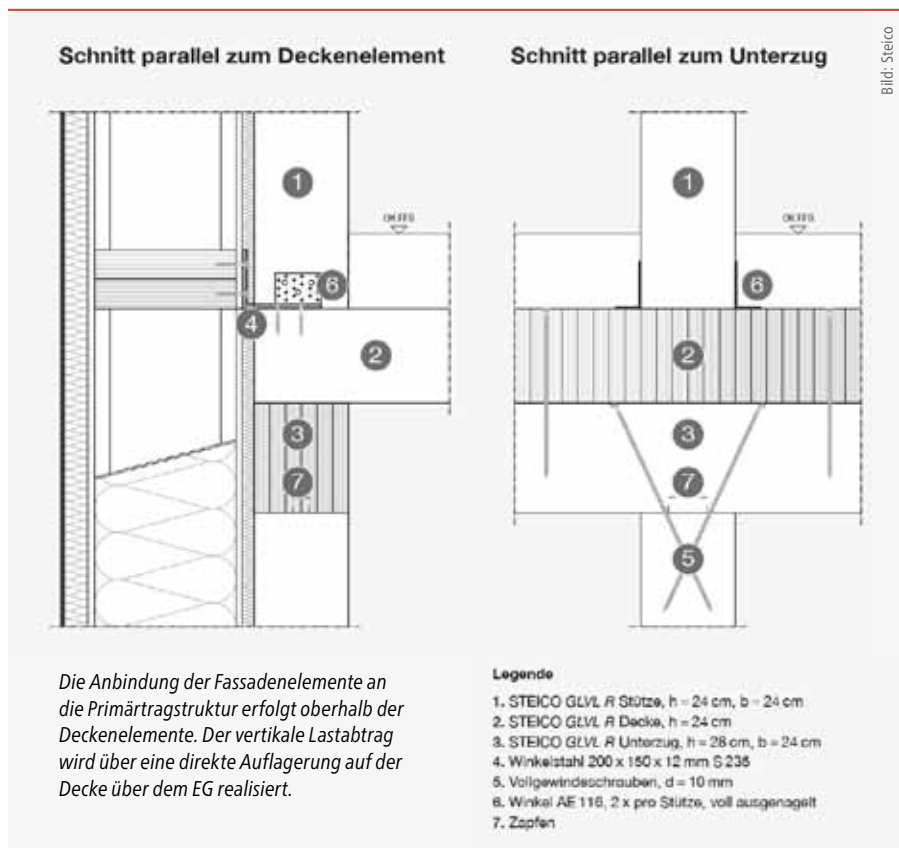 Schnitt parallel zum Deckenelement
Schnitt parallel zum Unterzug
Bild: Steico
1
6
4
2
3
7
1
6
2
3
7
5
Die Anbindung der Fassadenelemente an
die Primärtragstruktur erfolgt oberhalb der
Deckenelemente. Der vertikale Lastabtrag
wird über eine direkte Auflagerung auf der
Decke über dem EG realisiert.
Legende
1. STEICO GLVL R Stütze, h = 24 cm, b = 24 cm
2. STEICO GLVL R Decke, h = 24 cm
3. STEICO GLVL R Unterzug, h = 28 cm, b = 24 cm
4. Winkelstahl 200 x 150 x 12 mm S 235
5. Vollgewindeschrauben, d = 10 mm
6. Winkel AE 116, 2 x pro Stütze, voll ausgenagelt
7. Zapfen